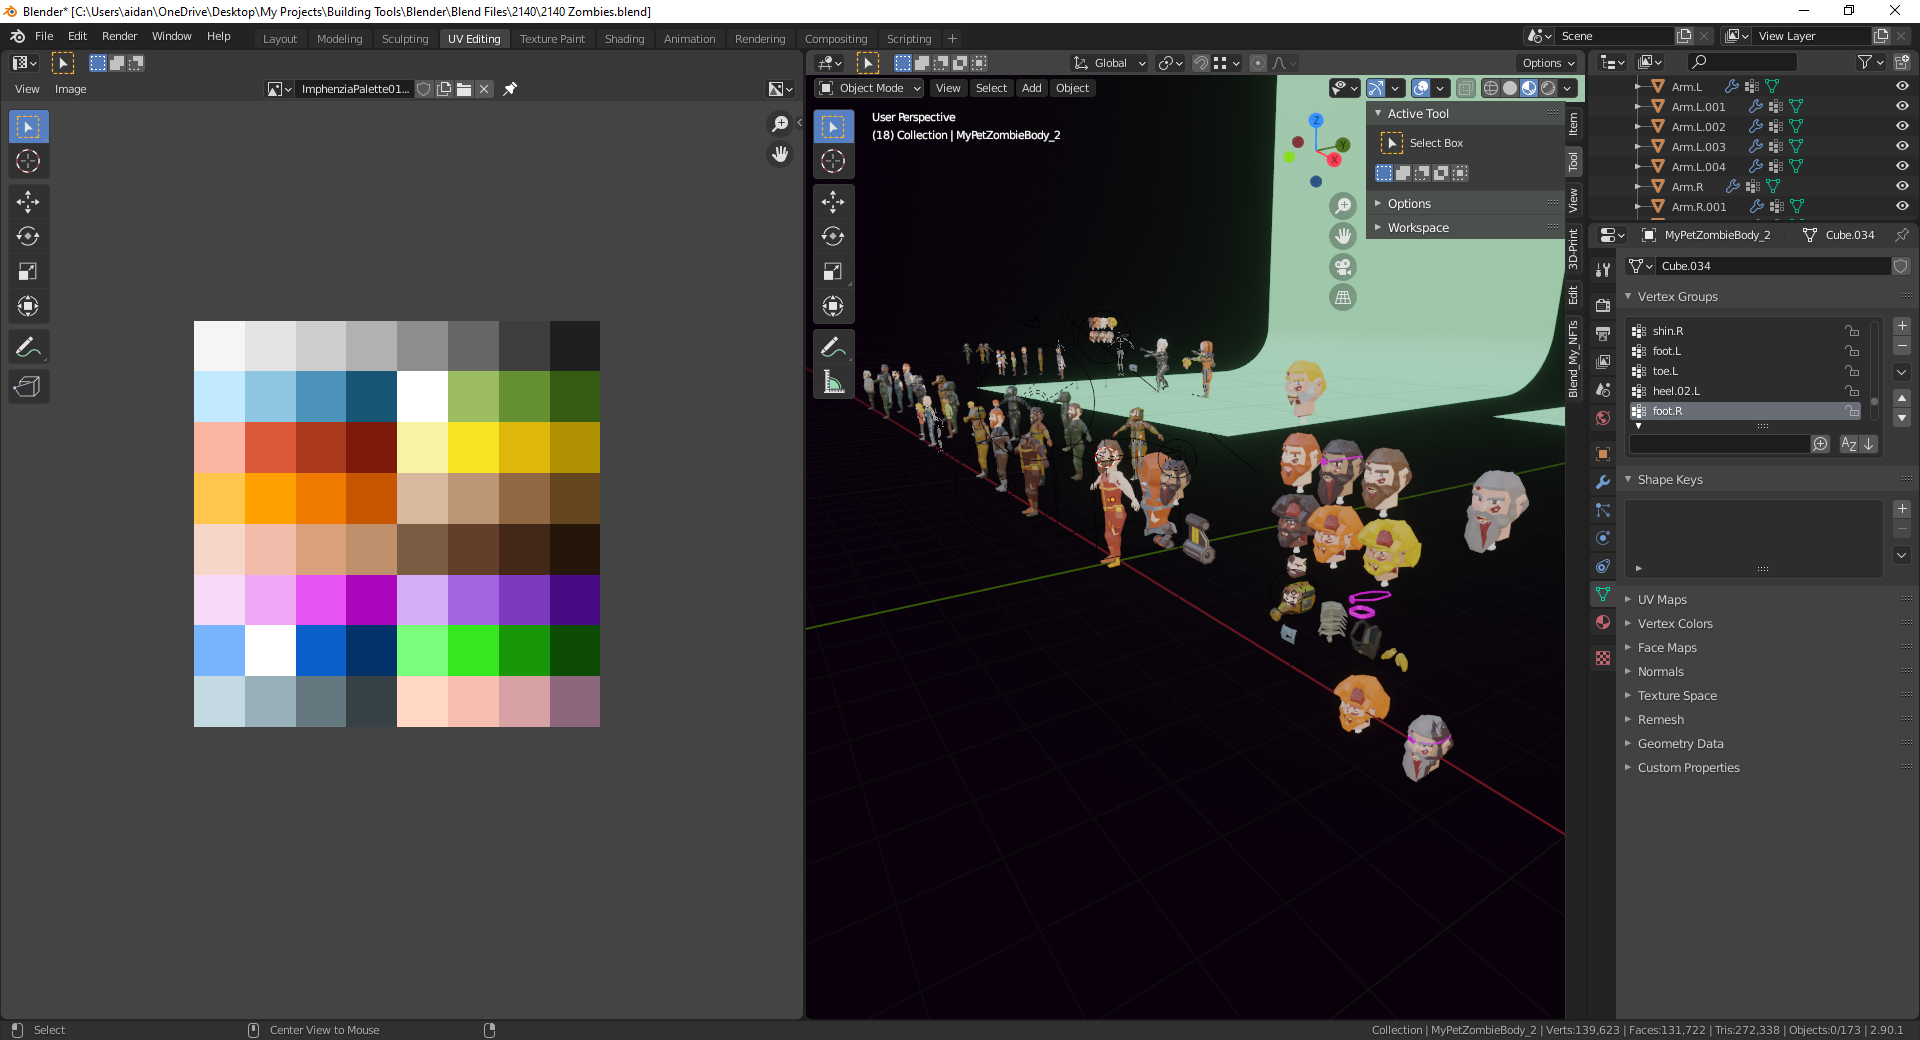 Blender* [C:\Users\aidan\OneDrive\Desktop\My Projects\Building Tools\Blender\Blend Files\2140\2140 Zombies.blend]
File Edit Render Window Help Layout Modeling Sculpting UV Editing Texture Paint Shading Animation Rendering Compositing Scripting +
Scene
View Layer
Global
Options
View Image
ImphenziaPalette01...
Object Mode View Select Add Object
User Perspective
(18) Collection | MyPetZombieBody_2
Z
Y
X
Active Tool
Select Box
Options
Workspace
Item
Tool
View
3D-Print
Edit
Blend_My_NFTs
Arm.L
Arm.L.001
Arm.L.002
Arm.L.003
Arm.L.004
Arm.R
Arm.R.001
MyPetZombieBody_2
Cube.034
Cube.034
Vertex Groups
shin.R
foot.L
toe.L
heel.02.L
foot.R
Shape Keys
UV Maps
Vertex Colors
Face Maps
Normals
Texture Space
Remesh
Geometry Data
Custom Properties
Select
Center View to Mouse
Collection | MyPetZombieBody_2 | Verts:139,623 | Faces:131,722 | Tris:272,338 | Objects:0/173 | 2.90.1